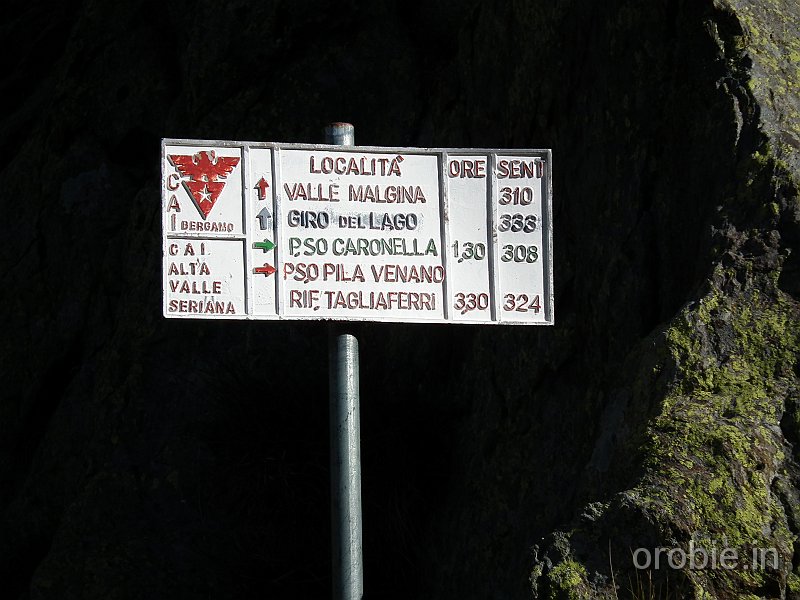 CAI
BERGAMO
CAI
ALTA
VALLE
SERIANA
LOCALITÀ ORE SENT
VALLE MALGINA 310
GIRO DEL LAGO 333
P.SO CARONELLA 1,30 308
P.SO PILA VENANO
RIF. TAGLIAFERRI 3,30 324
orobie.in